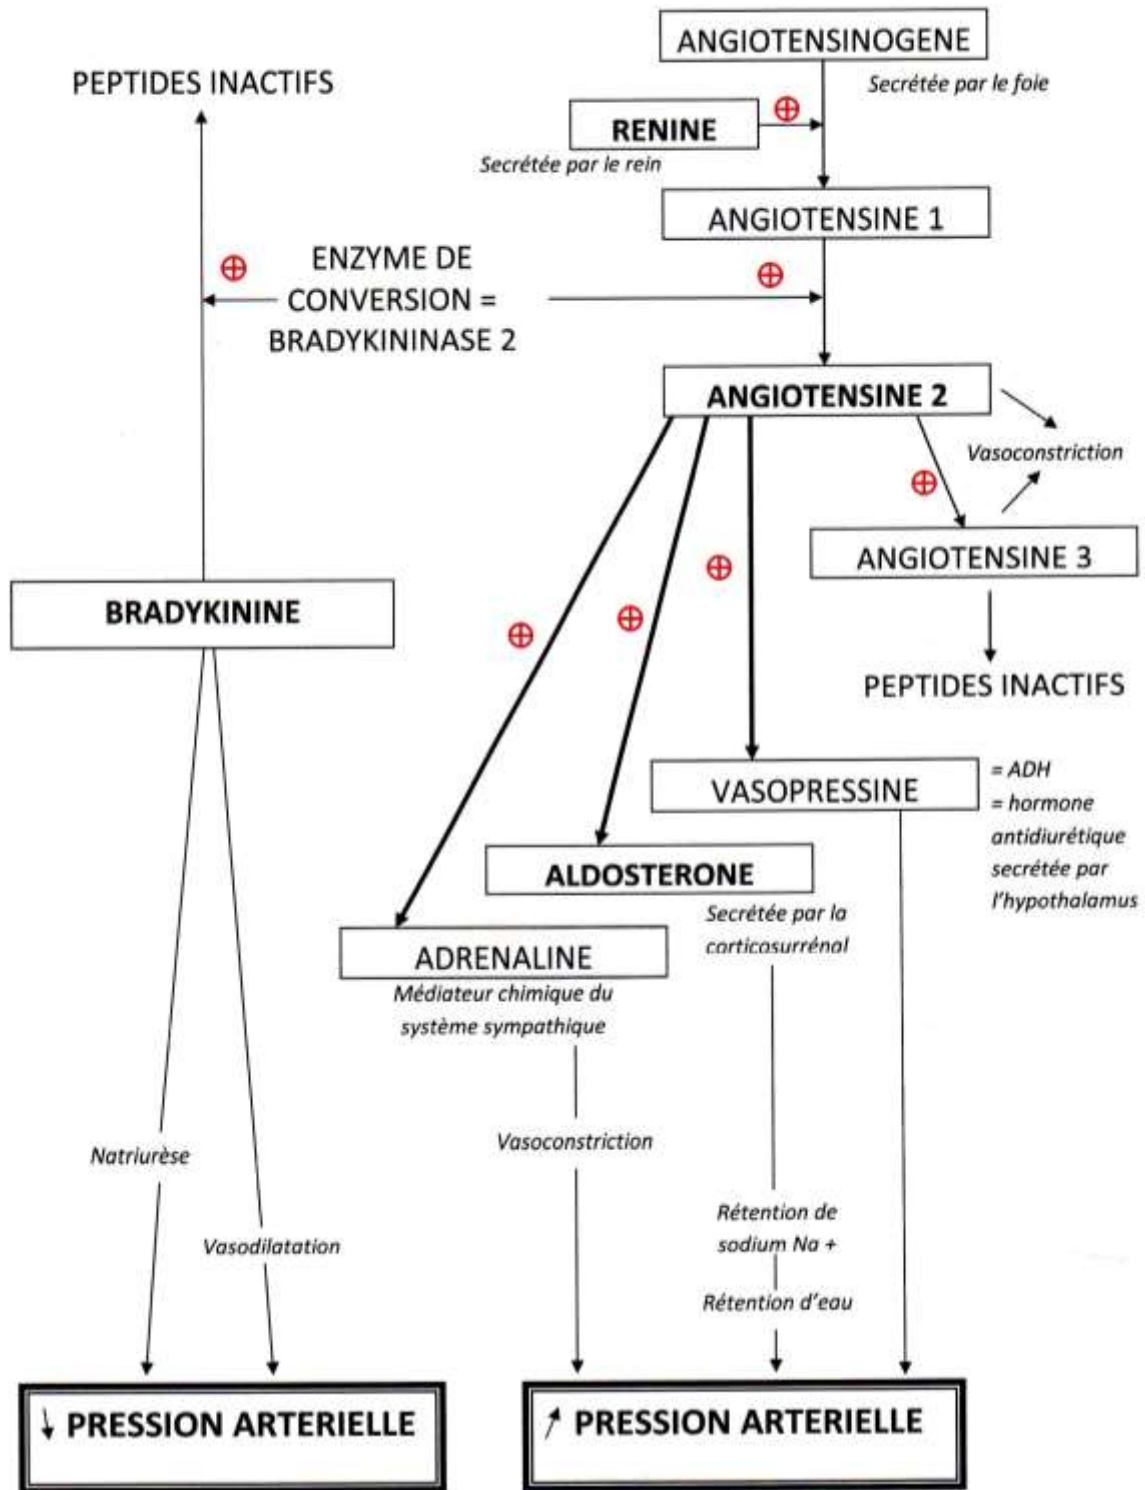 ANGIOTENSINOGENE
Secrétée par le foie
PEPTIDES INACTIFS
RENINE
Secrétée par le rein
ANGIOTENSINE 1
ENZYME DE
CONVERSION =
BRADYKININASE 2
ANGIOTENSINE 2
Vasoconstriction
ANGIOTENSINE 3
BRADYKININE
PEPTIDES INACTIFS
VASOPRESSINE
= ADH
= hormone
antidiurétique
secrétée par
l'hypothalamus
ALDOSTERONE
Secrétée par la
corticosurrénal
ADRENALINE
Médiateur chimique du
système sympathique
Natriurèse
Vasodilatation
Vasoconstriction
Rétention de
sodium Na +
Rétention d'eau
↓ PRESSION ARTERIELLE
↗ PRESSION ARTERIELLE